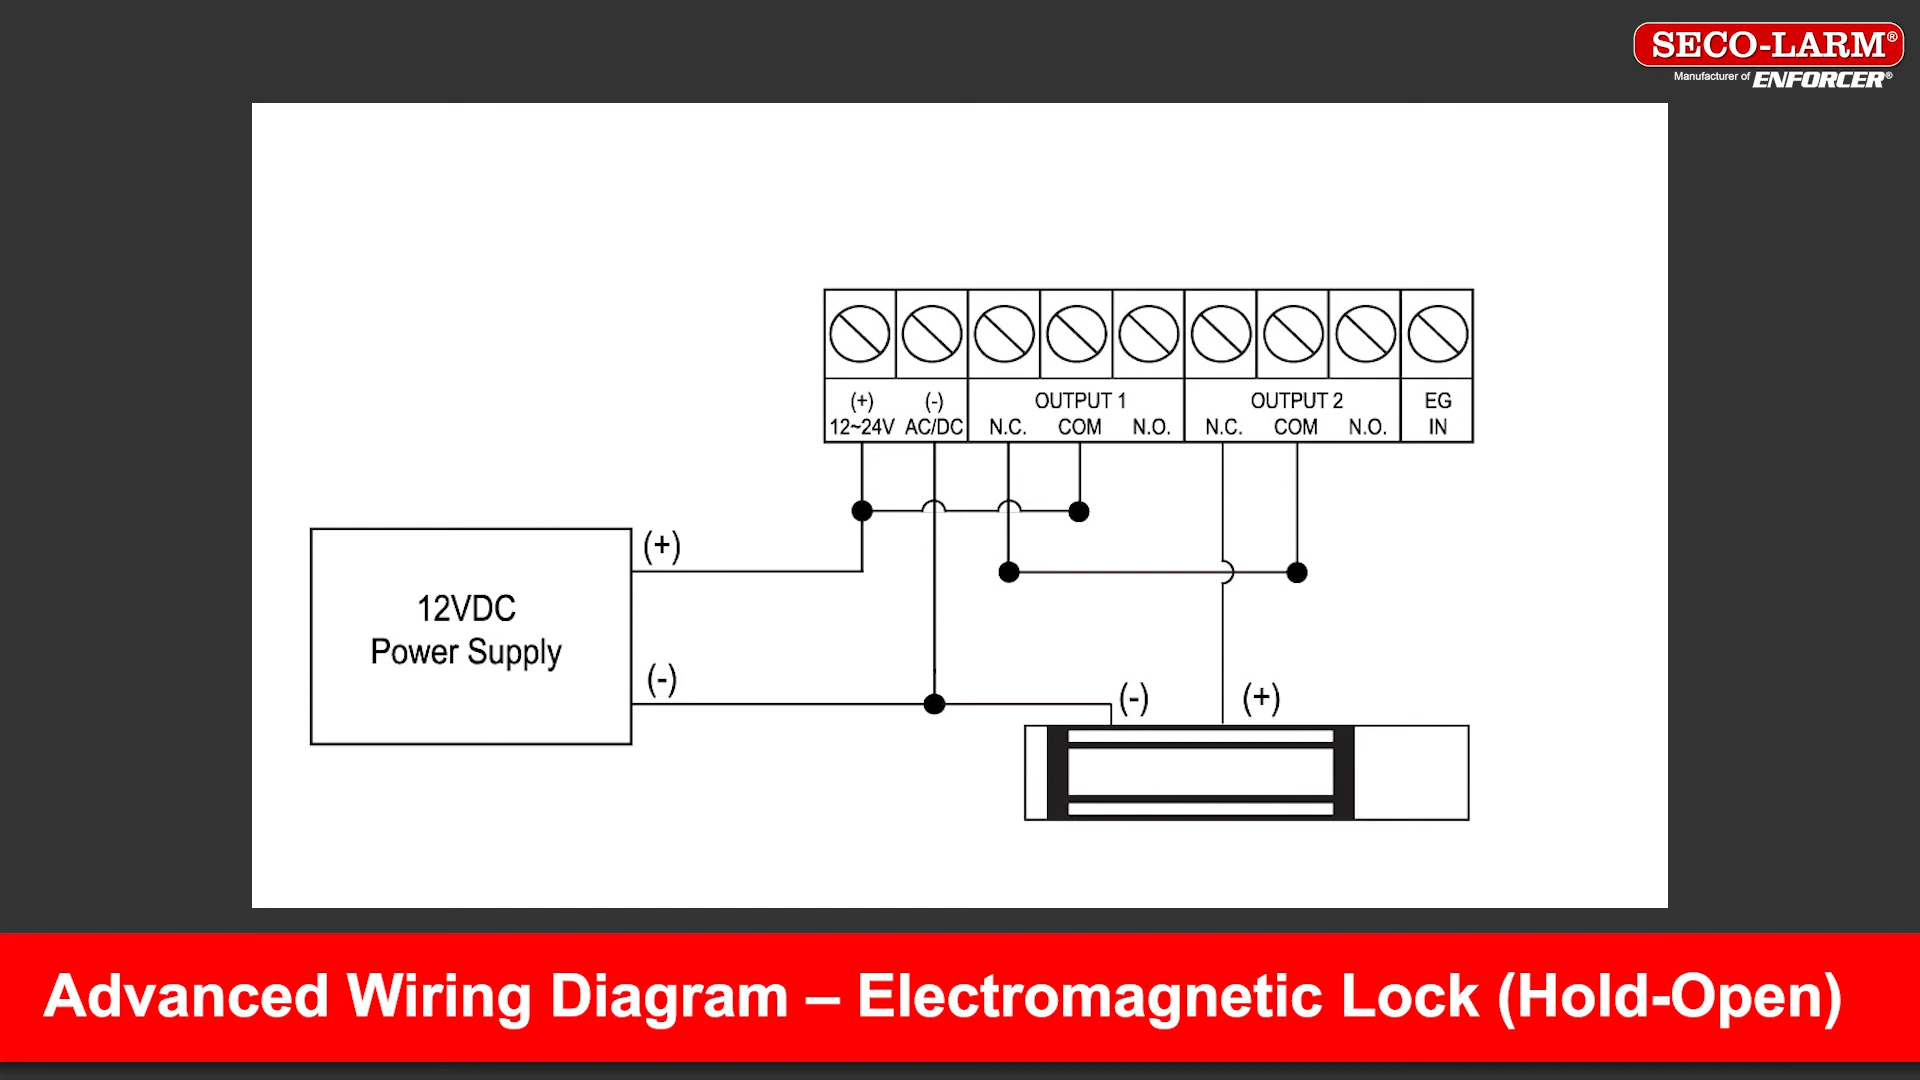 SECO-LARM®
Manufacturer of ENFORCER®
(+) (-) OUTPUT 1 OUTPUT 2 EG
12~24V AC/DC N.C. COM N.O. N.C. COM N.O. IN
(+)
12VDC
Power Supply
(-)
(-) (+)
Advanced Wiring Diagram – Electromagnetic Lock (Hold-Open)